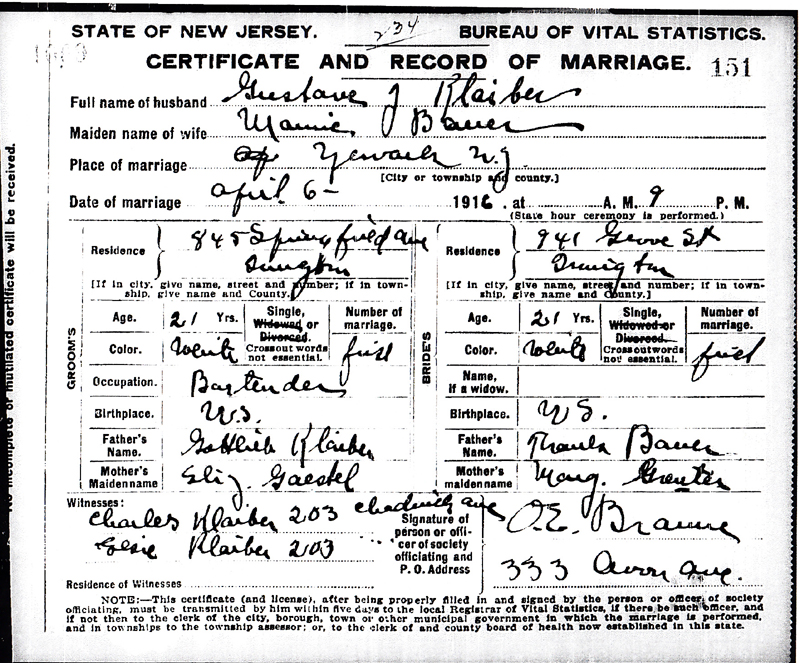 234
STATE OF NEW JERSEY. BUREAU OF VITAL STATISTICS.
CERTIFICATE AND RECORD OF MARRIAGE. 151
Full name of husband Gustave J Klaiber
Maiden name of wife Mamie J Bauer
Place of marriage Newark N.J
[City or township and county.]
Date of marriage April 6- 1916. at A. M. 9 P. M.
(State hour ceremony is performed.)
GROOM'S
Residence 845 Springfield Ave
Irvington
[If in city, give name, street and number; if in township, give name and County.]
Age. 21 Yrs. Single, Widowed or Divorced. Cross out words not essential. Number of marriage.
Color. White first
Occupation. Bartender
Birthplace. U.S.
Father's Name. Gottlieb Klaiber
Mother's Maiden name Eliz. Gaestel
BRIDE'S
Residence 941 Grove St
Irvington
[If in city, give name, street and number; if in township, give name and County.]
Age. 21 Yrs. Single, Widowed or Divorced. Cross out words not essential. Number of marriage.
Color. White first
Name, if a widow.
Birthplace. U S.
Father's Name. Bauer
Mother's maiden name Marg. Greuter
Witnesses:
Charles Klaiber 203 Chadwick Ave
Elsie Klaiber 203
Residence of Witnesses
Signature of person or officer of society officiating and P. O. Address
O.E. Braune
333 Avon Ave.
NOTE:—This certificate (and license), after being properly filled in and signed by the person or officer of society
officiating, must be transmitted by him within five days to the local Registrar of Vital Statistics, if there be such officer, and
if not then to the clerk of the city, borough, town or other municipal government in which the marriage is performed,
and in townships to the township assessor; or, to the clerk of and county board of health now established in this state.
No incomplete or mutilated certificate will be received.